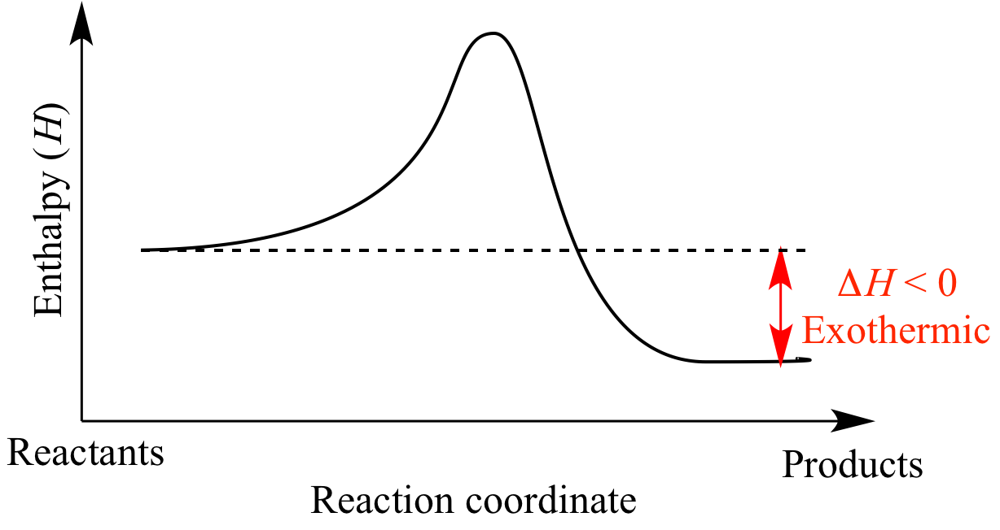 Enthalpy (H)
ΔH < 0
Exothermic
Reactants
Products
Reaction coordinate